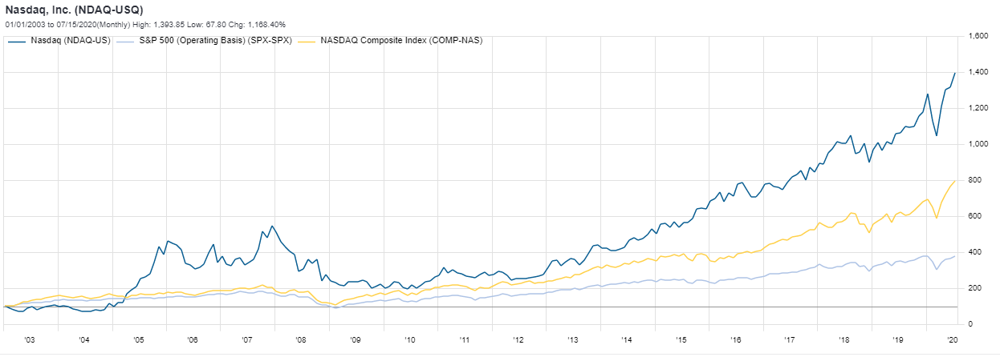 Nasdaq, Inc. (NDAQ-USQ)
01/01/2003 to 07/15/2020(Monthly) High: 1,393.85 Low: 67.80 Chg: 1,168.40%
Nasdaq (NDAQ-US) S&P 500 (Operating Basis) (SPX-SPX) NASDAQ Composite Index (COMP-NAS)
1,600
1,400
1,200
1,000
800
600
400
200
0
'03 '04 '05 '06 '07 '08 '09 '10 '11 '12 '13 '14 '15 '16 '17 '18 '19 '20